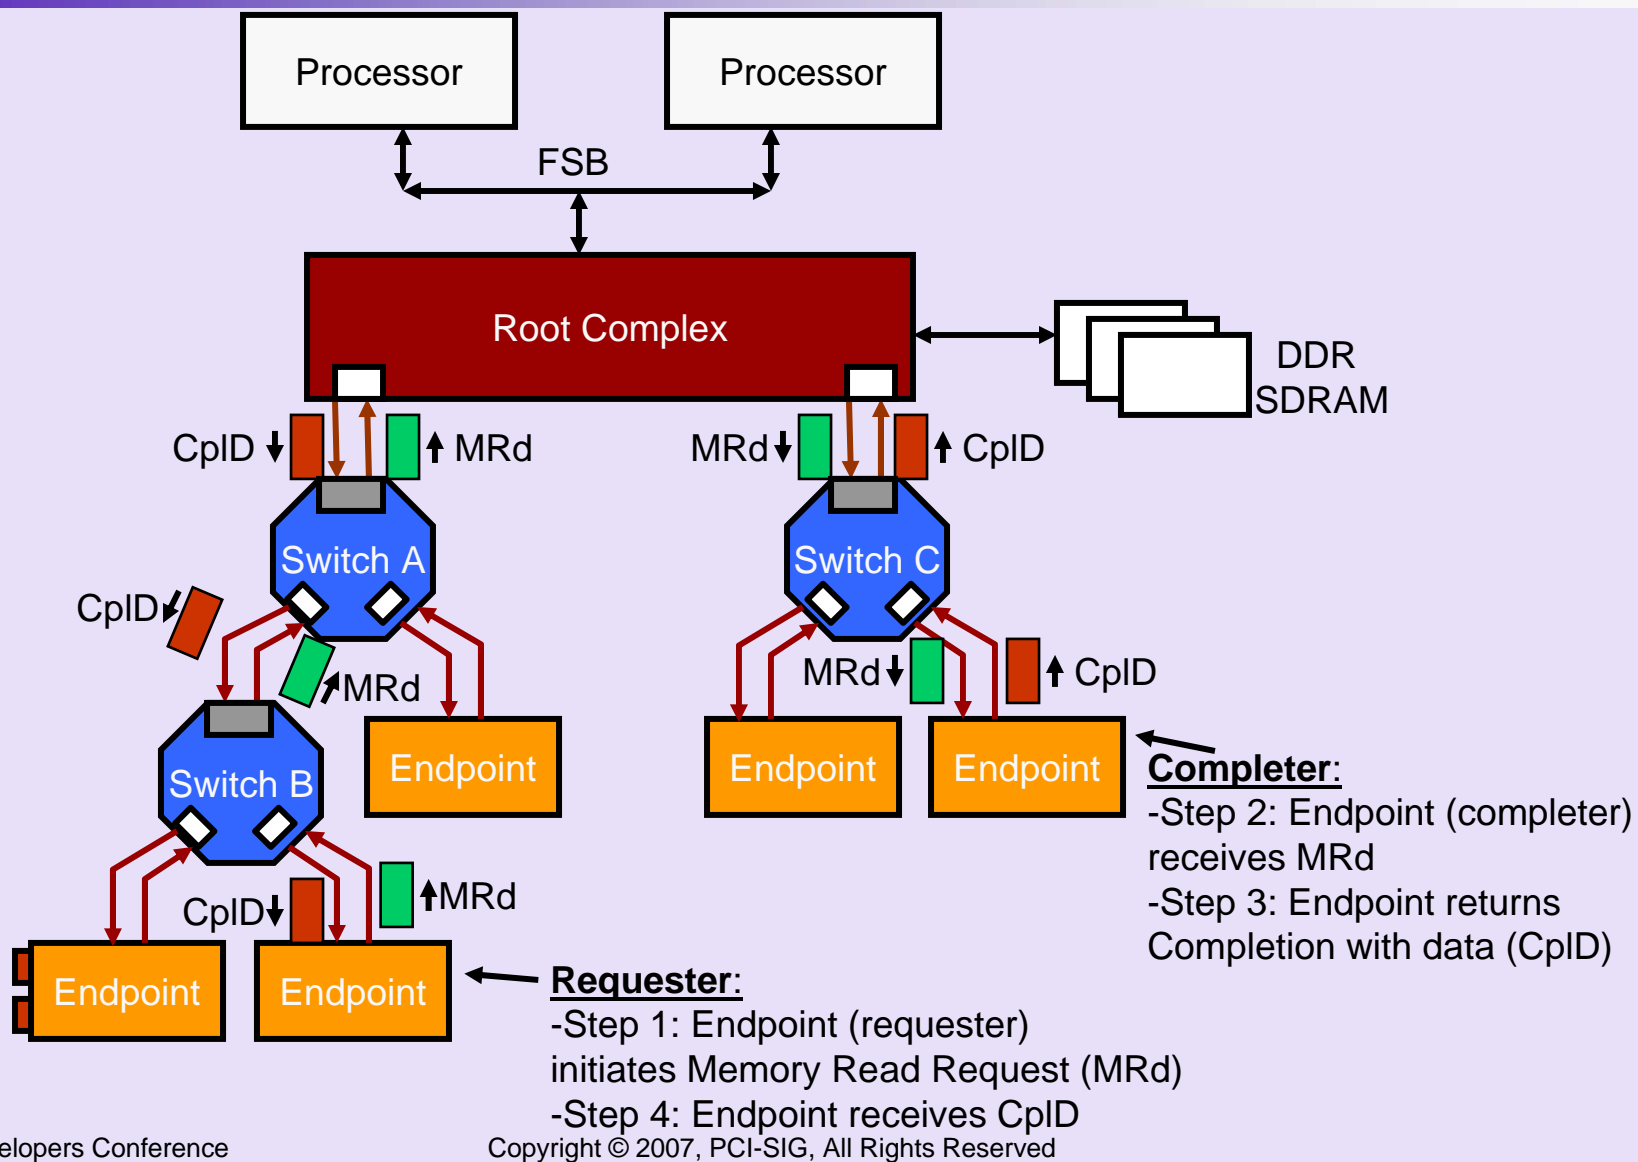 Processor
Processor
FSB
Root Complex
DDR
SDRAM
CplD
MRd
MRd
CplD
Switch A
Switch C
CplD
MRd
MRd
CplD
Endpoint
Endpoint
Endpoint
Switch B
Completer:
-Step 2: Endpoint (completer)
receives MRd
-Step 3: Endpoint returns
Completion with data (CplD)
CplD
MRd
Endpoint
Endpoint
Requester:
-Step 1: Endpoint (requester)
initiates Memory Read Request (MRd)
-Step 4: Endpoint receives CplD
elopers Conference
Copyright © 2007, PCI-SIG, All Rights Reserved